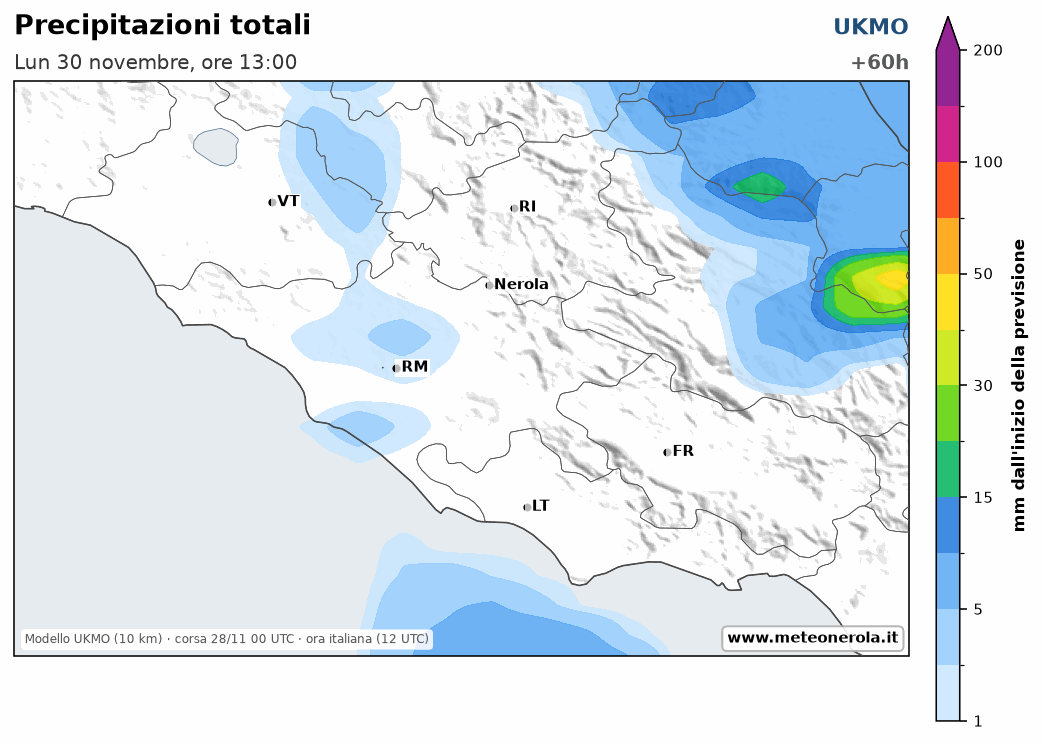 Precipitazioni totali
UKMO
Lun 30 novembre, ore 13:00
+60h
200
100
50
30
15
5
1
mm dall'inizio della previsione
VT
RI
Nerola
RM
FR
LT
Modello UKMO (10 km) · corsa 28/11 00 UTC · ora italiana (12 UTC)
www.meteonerola.it